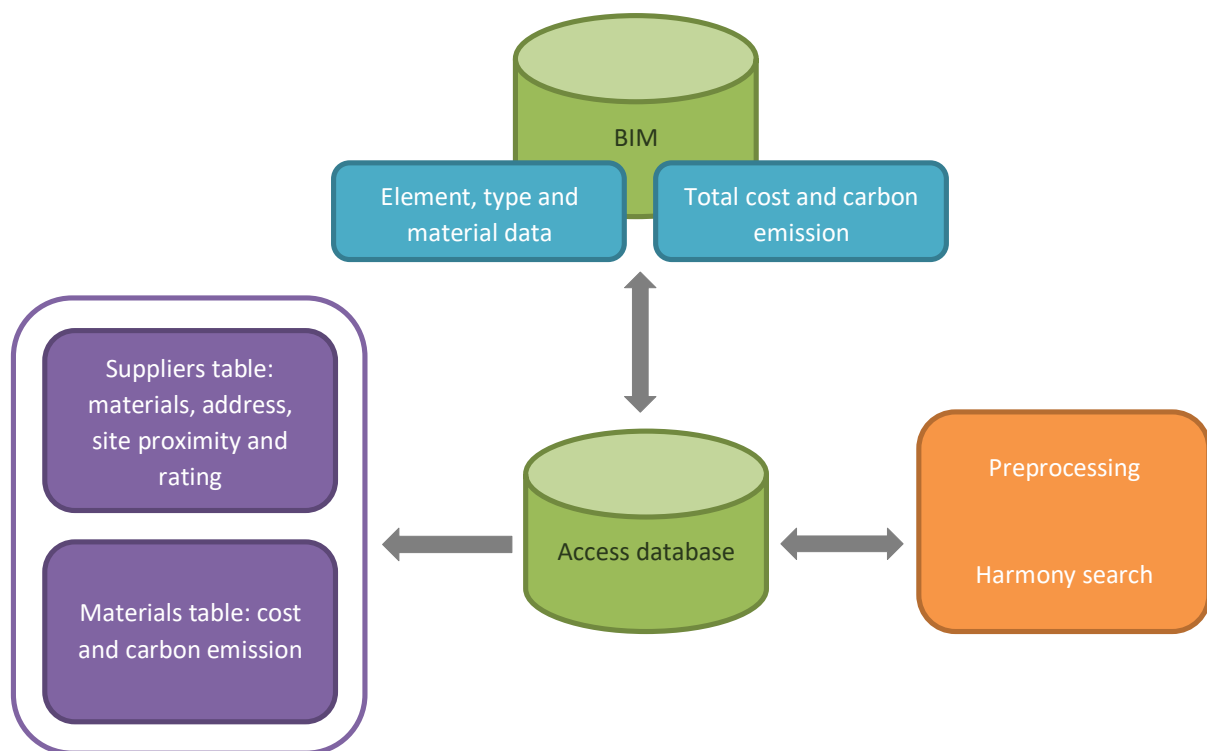 BIM
Element, type and
material data
Total cost and carbon
emission
Suppliers table:
materials, address,
site proximity and
rating
Materials table: cost
and carbon emission
Access database
Preprocessing
Harmony search